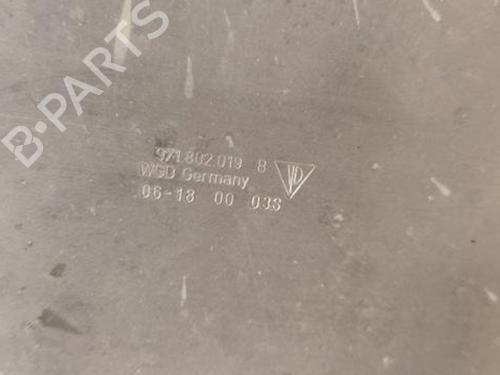 B-PARTS
971.802.019 B
WGD Germany
06-18 00 03S